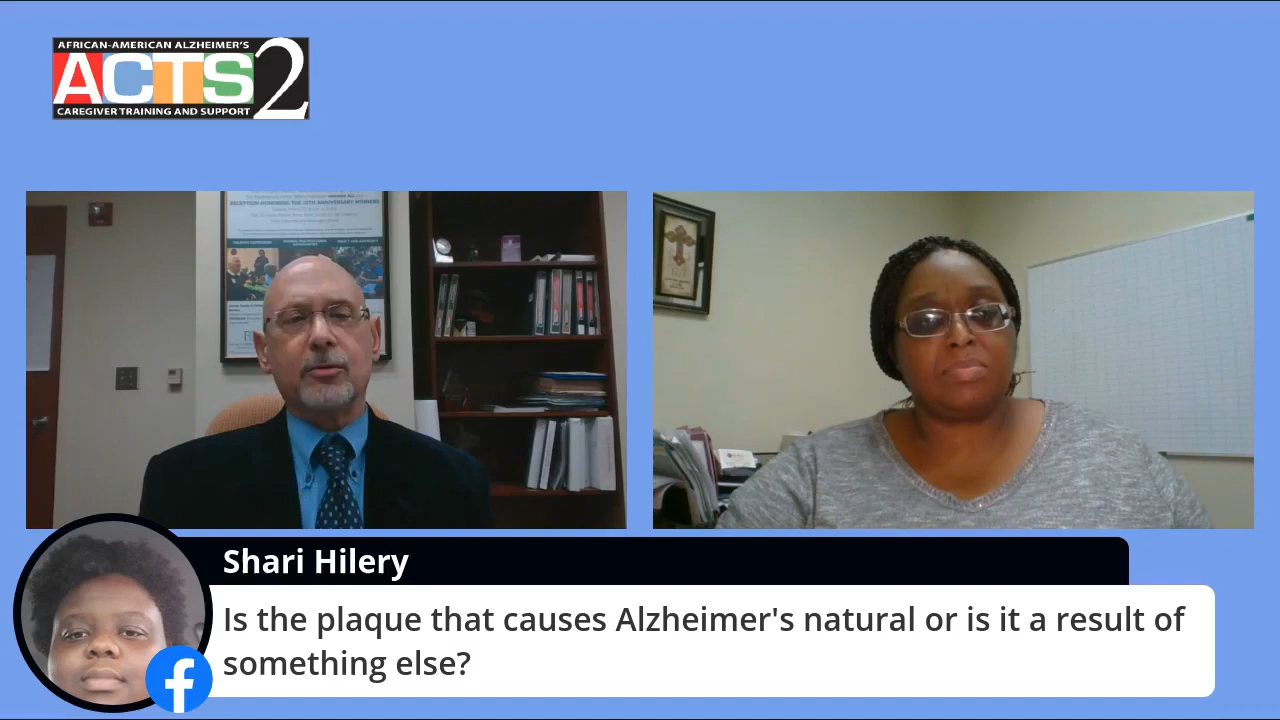 AFRICAN-AMERICAN ALZHEIMER'S
ACTS2
CAREGIVER TRAINING AND SUPPORT
RECEPTION HONORING THE 10TH ANNIVERSARY WINNERS
Shari Hilery
Is the plaque that causes Alzheimer's natural or is it a result of
something else?